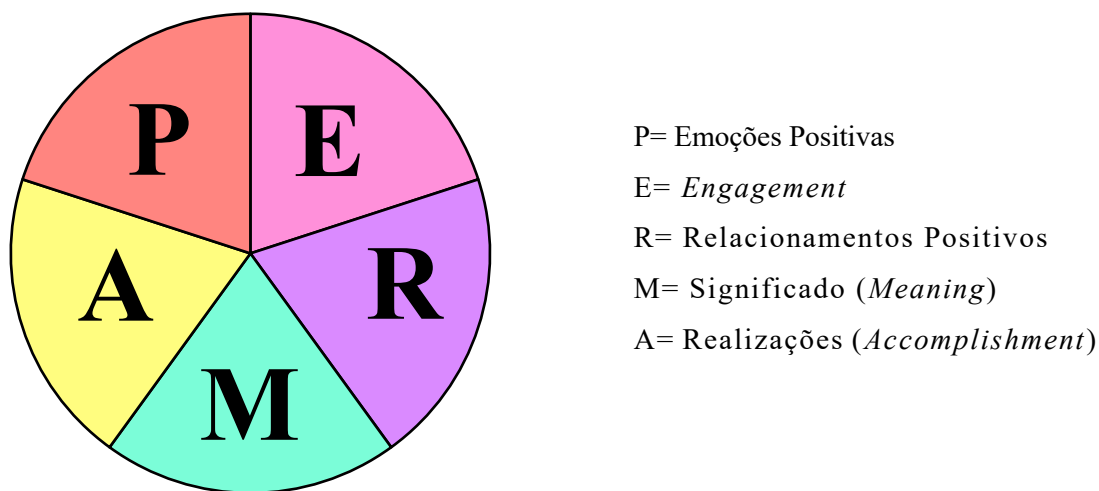 P
E
A
R
M
P= Emoções Positivas
E= Engagement
R= Relacionamentos Positivos
M= Significado (Meaning)
A= Realizações (Accomplishment)